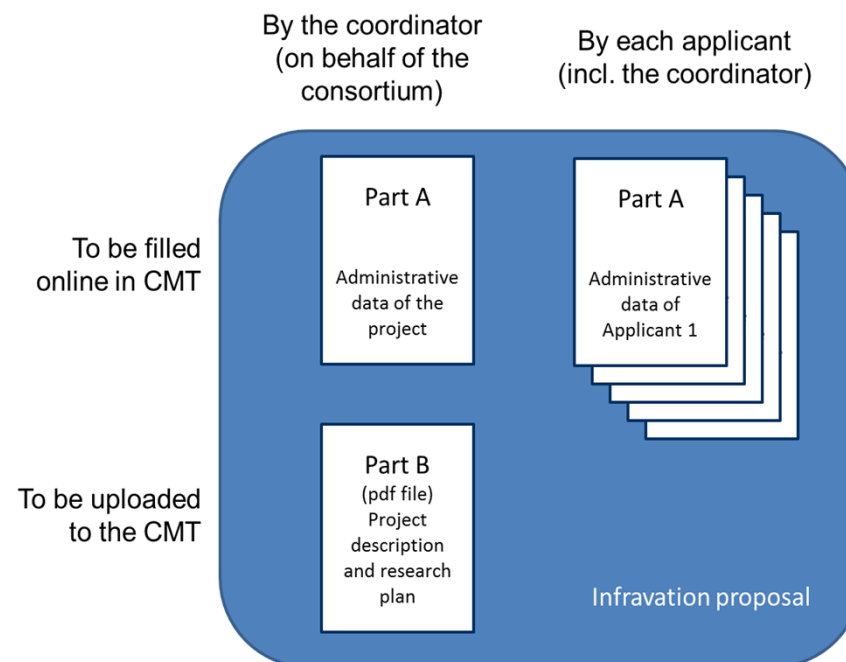 By the coordinator
(on behalf of the
consortium)
By each applicant
(incl. the coordinator)
To be filled
online in CMT
Part A
Administrative
data of the
project
Part A
Administrative
data of
Applicant 1
To be uploaded
to the CMT
Part B
(pdf file)
Project
description
and research
plan
Infravation proposal